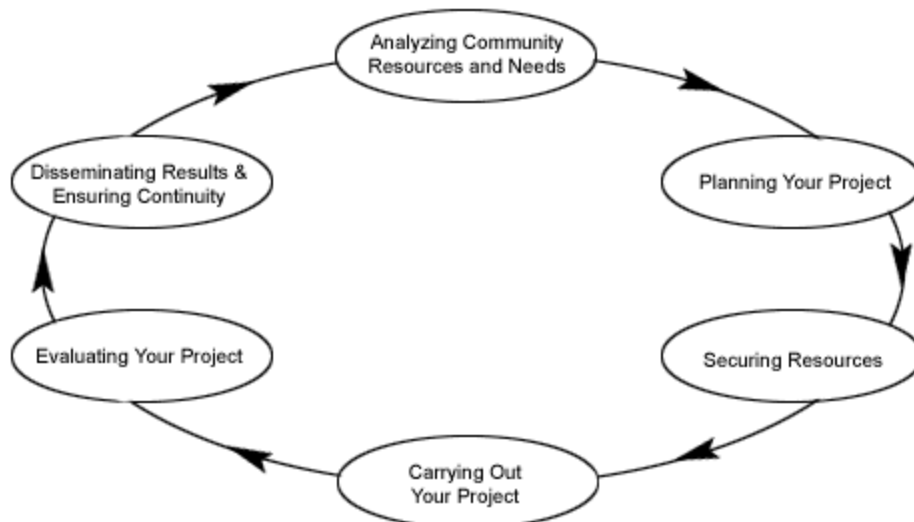 Analyzing Community
Resources and Needs
Planning Your Project
Securing Resources
Carrying Out
Your Project
Evaluating Your Project
Disseminating Results &
Ensuring Continuity